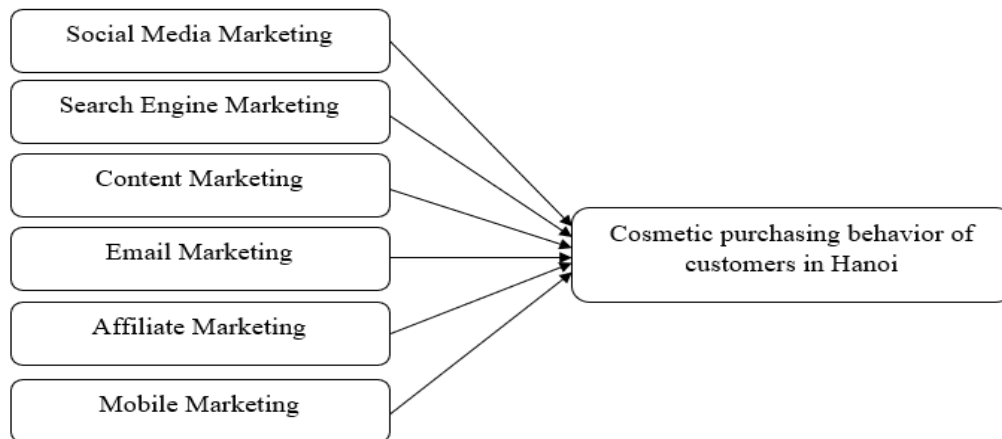 Social Media Marketing
Search Engine Marketing
Content Marketing
Email Marketing
Affiliate Marketing
Mobile Marketing
Cosmetic purchasing behavior of
customers in Hanoi